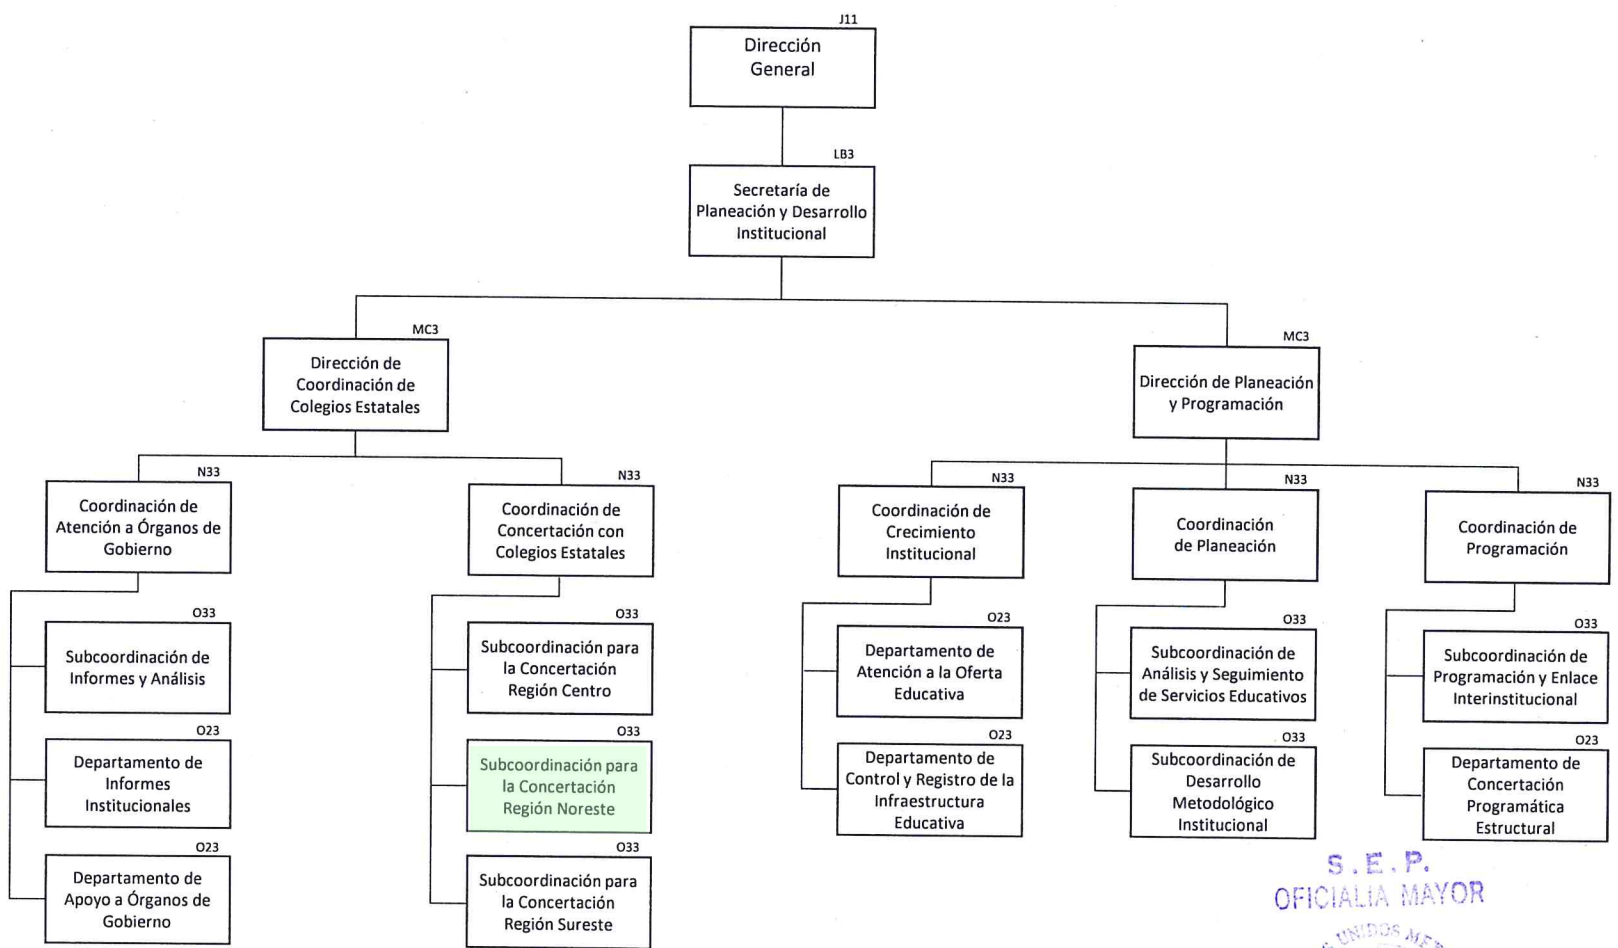 J11
Dirección
General
LB3
Secretaría de
Planeación y Desarrollo
Institucional
MC3
Dirección de
Coordinación de
Colegios Estatales
MC3
Dirección de Planeación
y Programación
N33
Coordinación de
Atención a Órganos de
Gobierno
N33
Coordinación de
Concertación con
Colegios Estatales
N33
Coordinación de
Crecimiento
Institucional
N33
Coordinación
de Planeación
N33
Coordinación de
Programación
O33
Subcoordinación de
Informes y Análisis
O23
Departamento de
Informes
Institucionales
O23
Departamento de
Apoyo a Órganos de
Gobierno
O33
Subcoordinación para
la Concertación
Región Centro
O33
Subcoordinación para
la Concertación
Región Noreste
O33
Subcoordinación para
la Concertación
Región Sureste
O23
Departamento de
Atención a la Oferta
Educativa
O23
Departamento de
Control y Registro de la
Infraestructura
Educativa
O33
Subcoordinación de
Análisis y Seguimiento
de Servicios Educativos
O33
Subcoordinación de
Desarrollo
Metodológico
Institucional
O33
Subcoordinación de
Programación y Enlace
Interinstitucional
O23
Departamento de
Concertación
Programática
Estructural
S.E.P.
OFICIALIA MAYOR
UNIDOS